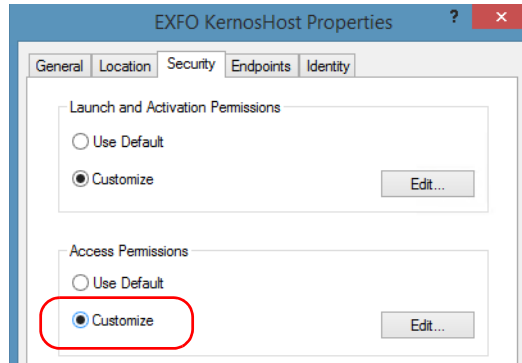 EXFO KernosHost Properties ? ×
General Location Security Endpoints Identity
Launch and Activation Permissions
Use Default
Customize
Edit...
Access Permissions
Use Default
Customize
Edit...